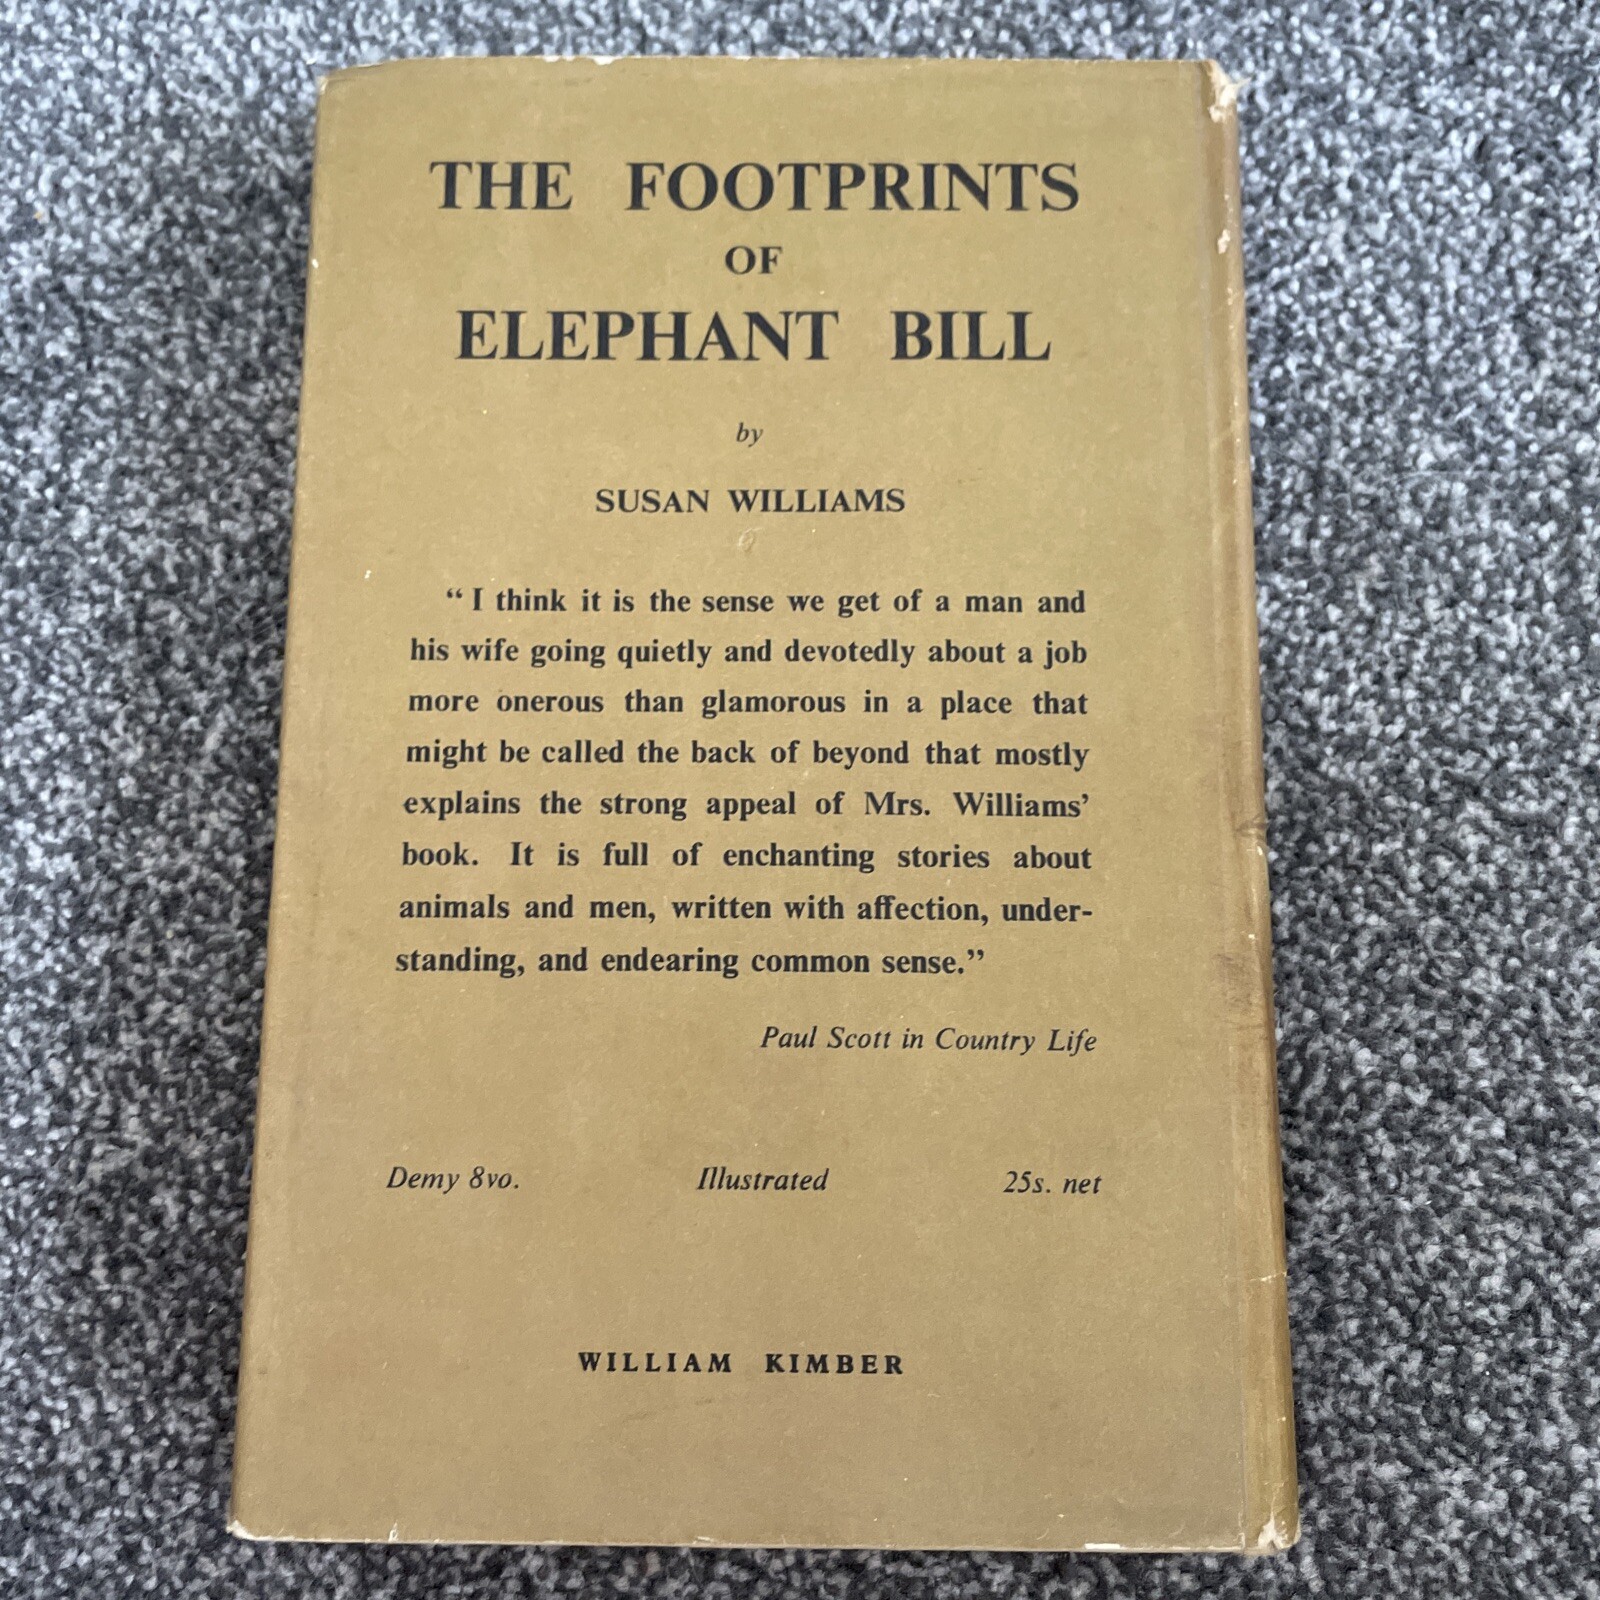 THE FOOTPRINTS
OF
ELEPHANT BILL
by
SUSAN WILLIAMS
“ I think it is the sense we get of a man and
his wife going quietly and devotedly about a job
more onerous than glamorous in a place that
might be called the back of beyond that mostly
explains the strong appeal of Mrs. Williams’
book. It is full of enchanting stories about
animals and men, written with affection, under-
standing, and endearing common sense.”
Paul Scott in Country Life
Demy 8vo. Illustrated 25s. net
WILLIAM KIMBER